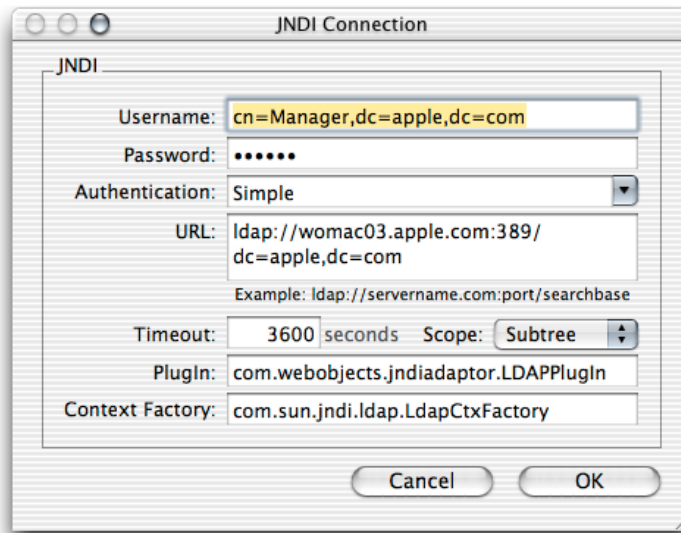 JNDI Connection
JNDI
Username: cn=Manager,dc=apple,dc=com
Password: ••••••
Authentication: Simple
URL: ldap://womac03.apple.com:389/
dc=apple,dc=com
Example: ldap://servername.com:port/searchbase
Timeout: 3600 seconds Scope: Subtree
PlugIn: com.webobjects.jndiadaptor.LDAPPlugIn
Context Factory: com.sun.jndi.ldap.LdapCtxFactory
Cancel OK